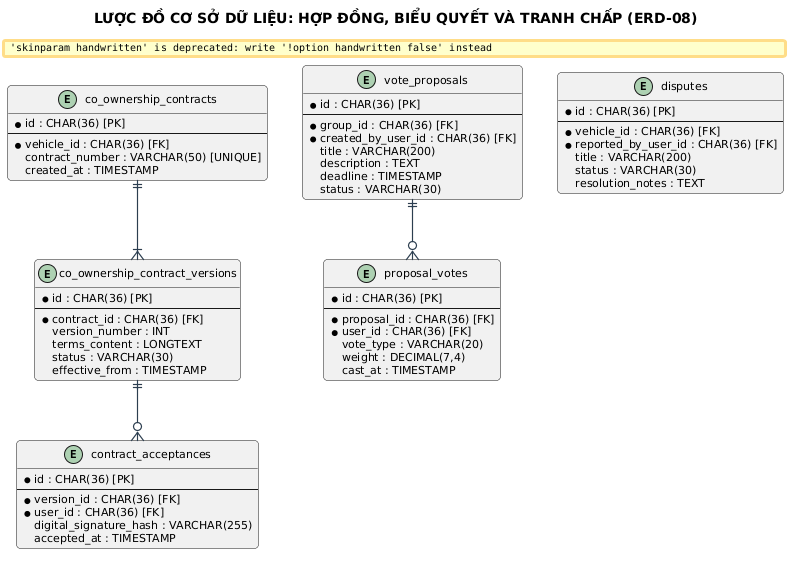 LƯỢC ĐỒ CƠ SỞ DỮ LIỆU: HỢP ĐỒNG, BIỂU QUYẾT VÀ TRANH CHẤP (ERD-08)
'skinparam handwritten' is deprecated: write '!option handwritten false' instead
E co_ownership_contracts
id : CHAR(36) [PK]
vehicle_id : CHAR(36) [FK]
contract_number : VARCHAR(50) [UNIQUE]
created_at : TIMESTAMP
E vote_proposals
id : CHAR(36) [PK]
group_id : CHAR(36) [FK]
created_by_user_id : CHAR(36) [FK]
title : VARCHAR(200)
description : TEXT
deadline : TIMESTAMP
status : VARCHAR(30)
E disputes
id : CHAR(36) [PK]
vehicle_id : CHAR(36) [FK]
reported_by_user_id : CHAR(36) [FK]
title : VARCHAR(200)
status : VARCHAR(30)
resolution_notes : TEXT
E co_ownership_contract_versions
id : CHAR(36) [PK]
contract_id : CHAR(36) [FK]
version_number : INT
terms_content : LONGTEXT
status : VARCHAR(30)
effective_from : TIMESTAMP
E proposal_votes
id : CHAR(36) [PK]
proposal_id : CHAR(36) [FK]
user_id : CHAR(36) [FK]
vote_type : VARCHAR(20)
weight : DECIMAL(7,4)
cast_at : TIMESTAMP
E contract_acceptances
id : CHAR(36) [PK]
version_id : CHAR(36) [FK]
user_id : CHAR(36) [FK]
digital_signature_hash : VARCHAR(255)
accepted_at : TIMESTAMP